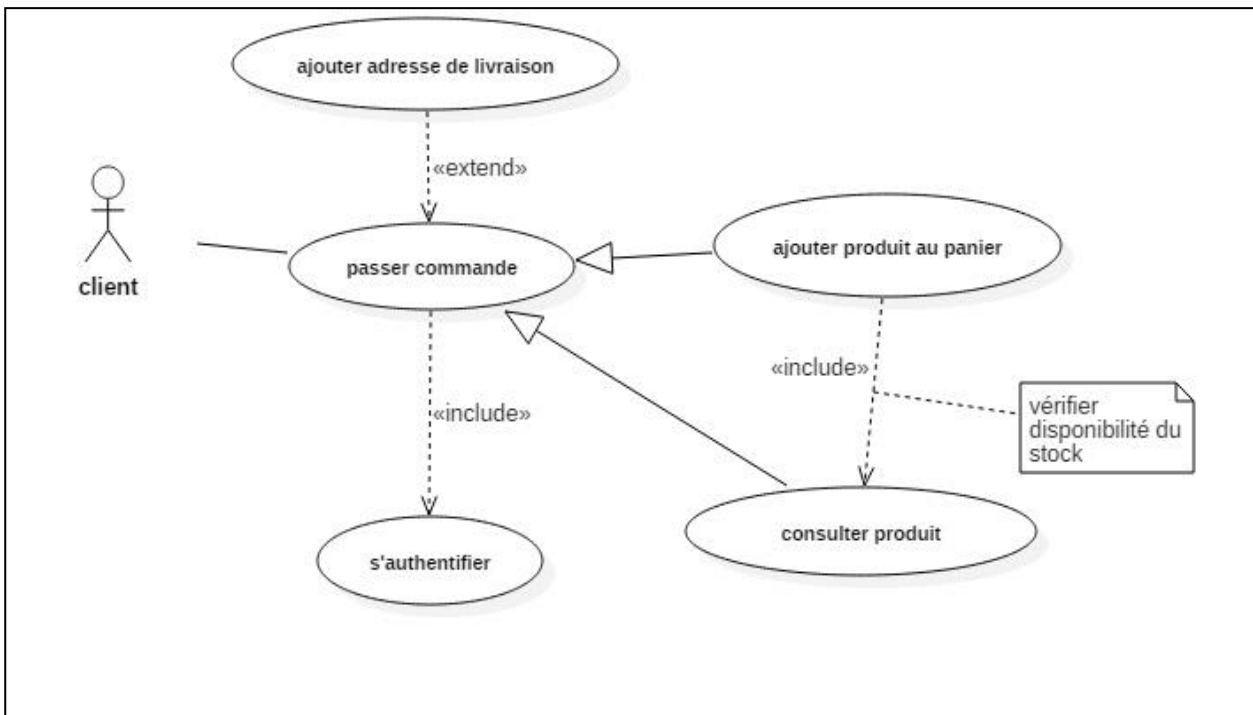 ajouter adresse de livraison
«extend»
client
passer commande
ajouter produit au panier
«include»
«include»
vérifier
disponibilité du
stock
s'authentifier
consulter produit